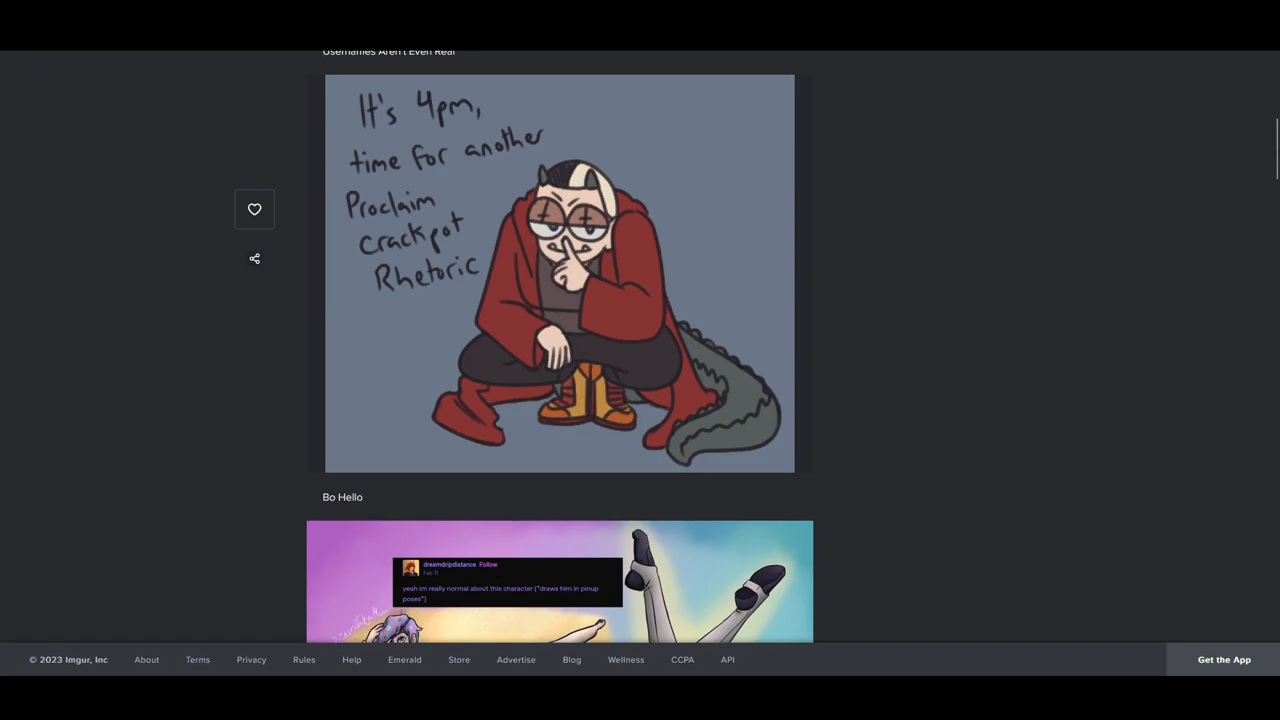 Usernames Aren't Even Real
It's 4pm,
time for another
Proclaim
Crackpot
Rhetoric
Bo Hello
dreamdripdistance Follow
Feb 11
yeah im really normal about this character (*draws him in pinup
poses*)
© 2023 Imgur, Inc About Terms Privacy Rules Help Emerald Store Advertise Blog Wellness CCPA API Get the App